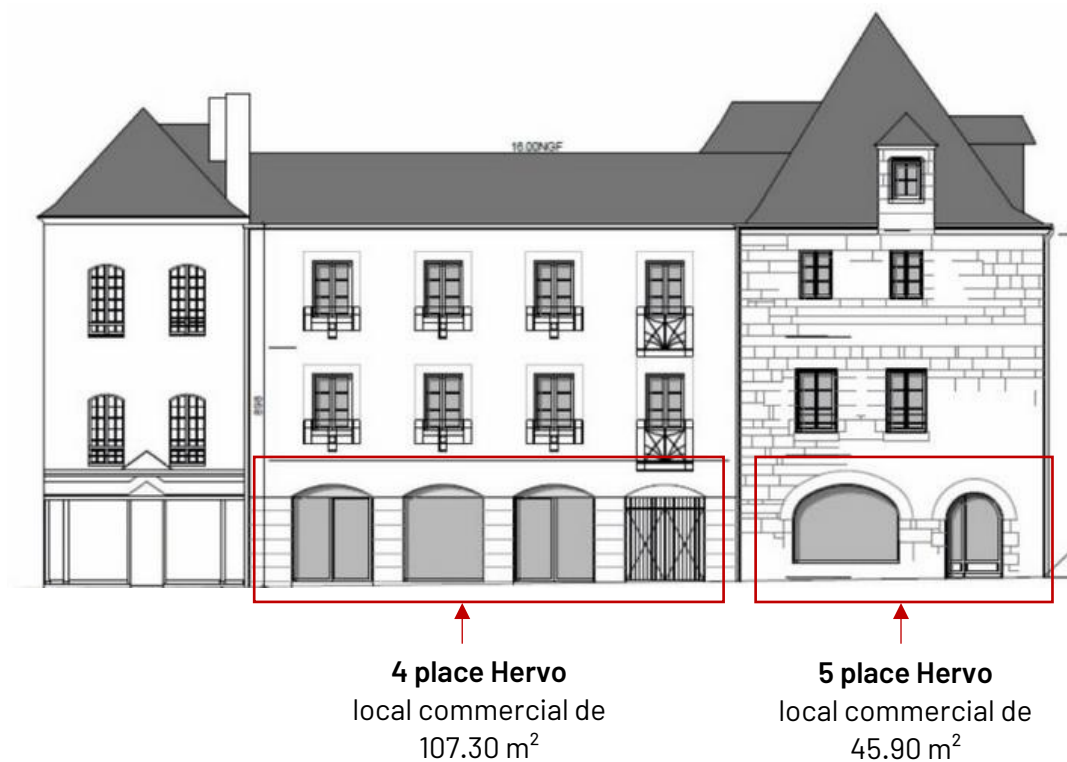 16.00NGF
898
4 place Hervo
local commercial de
107.30 m²
5 place Hervo
local commercial de
45.90 m²